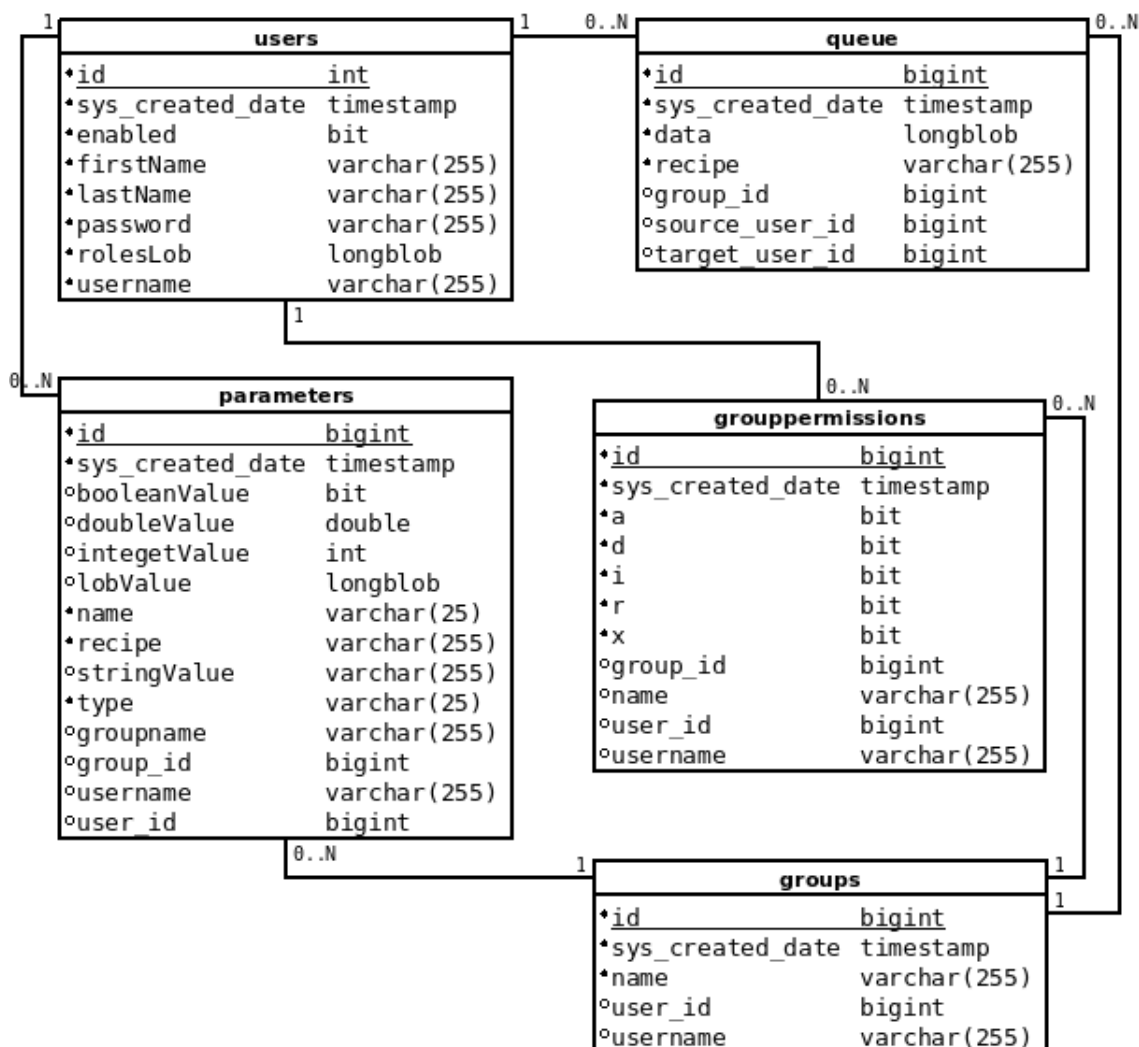 1
1
0..N
0..N
users
id int
sys_created_date timestamp
enabled bit
firstName varchar(255)
lastName varchar(255)
password varchar(255)
rolesLob longblob
username varchar(255)
queue
id bigint
sys_created_date timestamp
data longblob
recipe varchar(255)
group_id bigint
source_user_id bigint
target_user_id bigint
1
0..N
0..N
0..N
parameters
id bigint
sys_created_date timestamp
booleanValue bit
doubleValue double
integetValue int
lobValue longblob
name varchar(25)
recipe varchar(255)
stringValue varchar(255)
type varchar(25)
groupname varchar(255)
group_id bigint
username varchar(255)
user_id bigint
grouppermissions
id bigint
sys_created_date timestamp
a bit
d bit
i bit
r bit
x bit
group_id bigint
name varchar(255)
user_id bigint
username varchar(255)
0..N
1
1
1
groups
id bigint
sys_created_date timestamp
name varchar(255)
user_id bigint
username varchar(255)